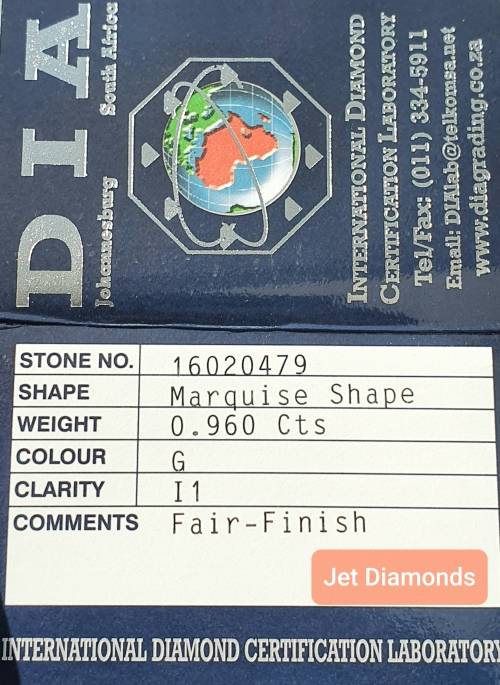 DIA
Johannesburg South Africa
INTERNATIONAL DIAMOND
CERTIFICATION LABORATORY
Tel/Fax: (011) 334-5911
Email: DIAlab@telkomsa.net
www.diagrading.co.za
STONE NO. 16020479
SHAPE Marquise Shape
WEIGHT 0.960 Cts
COLOUR G
CLARITY I1
COMMENTS Fair-Finish
Jet Diamonds
INTERNATIONAL DIAMOND CERTIFICATION LABORATORY